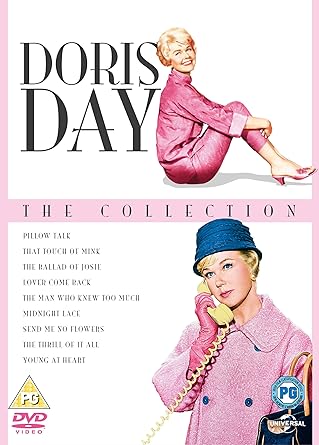 DORIS
DAY
THE COLLECTION
PILLOW TALK
THAT TOUCH OF MINK
THE BALLAD OF JOSIE
LOVER COME BACK
THE MAN WHO KNEW TOO MUCH
MIDNIGHT LACE
SEND ME NO FLOWERS
THE THRILL OF IT ALL
YOUNG AT HEART
PG
DVD
VIDEO
PG
UNIVERSAL